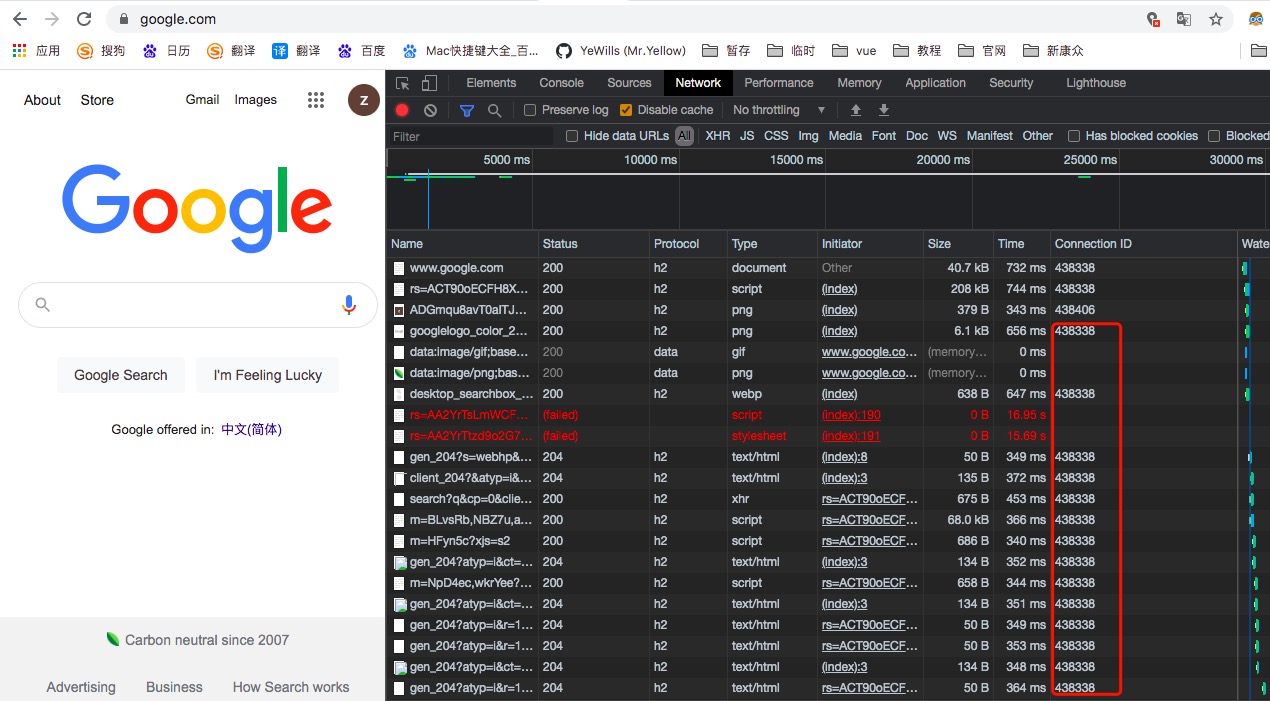 google.com
应用 搜狗 日历 翻译 译 翻译 百度 Mac快捷键大全_百... YeWills (Mr.Yellow) 暂存 临时 vue 教程 官网 新康众
About Store Gmail Images Z
Google
Google Search I'm Feeling Lucky
Google offered in: 中文(简体)
Carbon neutral since 2007
Advertising Business How Search works
Elements Console Sources Network Performance Memory Application Security Lighthouse
Preserve log Disable cache No throttling
Filter Hide data URLs All XHR JS CSS Img Media Font Doc WS Manifest Other Has blocked cookies Blocked
5000 ms 10000 ms 15000 ms 20000 ms 25000 ms 30000 ms
Name Status Protocol Type Initiator Size Time Connection ID Wate
www.google.com 200 h2 document Other 40.7 kB 732 ms 438338
rs=ACT90oECFH8X... 200 h2 script (index) 208 kB 744 ms 438338
ADGmqu8avT0aITJ... 200 h2 png (index) 379 B 343 ms 438406
googlelogo_color_2... 200 h2 png (index) 6.1 kB 656 ms 438338
data:image/gif;base... 200 data gif www.google.co... (memory... 0 ms
data:image/png;bas... 200 data png www.google.co... (memory... 0 ms
desktop_searchbox_... 200 h2 webp (index) 638 B 647 ms 438338
rs=AA2YrTsLmWCF... (failed) script (index):190 0 B 16.95 s
rs=AA2YrTtzd9o2G7... (failed) stylesheet (index):191 0 B 15.69 s
gen_204?s=webhp&... 204 h2 text/html (index):8 50 B 349 ms 438338
client_204?&atyp=i&... 204 h2 text/html (index):3 135 B 372 ms 438338
search?q&cp=0&clie... 200 h2 xhr rs=ACT90oECF... 675 B 453 ms 438338
m=BLvsRb,NBZ7u,a... 200 h2 script rs=ACT90oECF... 68.0 kB 366 ms 438338
m=HFyn5c?xjs=s2 200 h2 script rs=ACT90oECF... 686 B 340 ms 438338
gen_204?atyp=i&ct=... 204 h2 text/html (index):3 134 B 352 ms 438338
m=NpD4ec,wkrYee?... 200 h2 script rs=ACT90oECF... 658 B 344 ms 438338
gen_204?atyp=i&ct=... 204 h2 text/html (index):3 134 B 351 ms 438338
gen_204?atyp=i&r=1... 204 h2 text/html rs=ACT90oECF... 50 B 349 ms 438338
gen_204?atyp=i&r=1... 204 h2 text/html rs=ACT90oECF... 50 B 353 ms 438338
gen_204?atyp=i&ct=... 204 h2 text/html (index):3 134 B 348 ms 438338
gen_204?atyp=i&r=1... 204 h2 text/html rs=ACT90oECF... 50 B 364 ms 438338